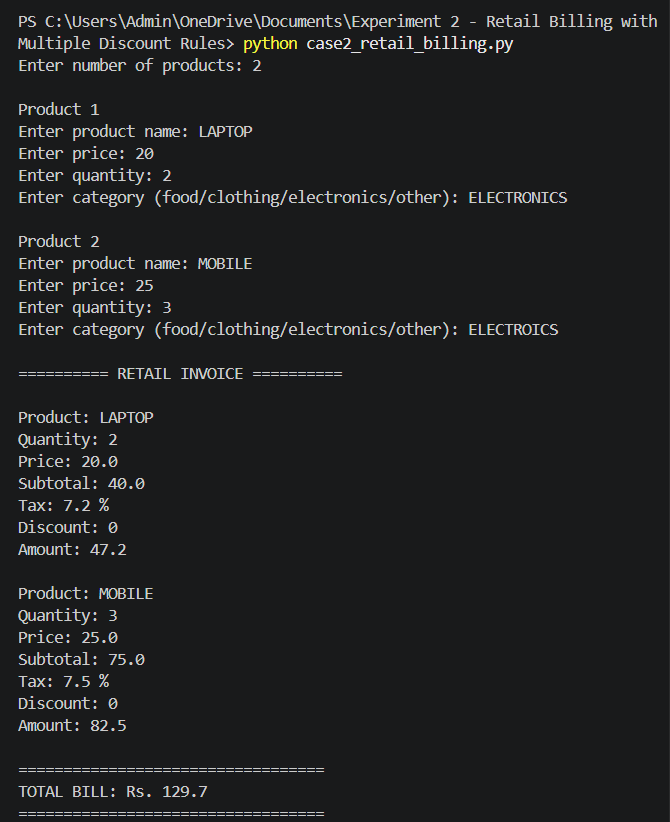 PS C:\Users\Admin\OneDrive\Documents\Experiment 2 - Retail Billing with
Multiple Discount Rules> python case2_retail_billing.py
Enter number of products: 2
Product 1
Enter product name: LAPTOP
Enter price: 20
Enter quantity: 2
Enter category (food/clothing/electronics/other): ELECTRONICS
Product 2
Enter product name: MOBILE
Enter price: 25
Enter quantity: 3
Enter category (food/clothing/electronics/other): ELECTROICS
========== RETAIL INVOICE ==========
Product: LAPTOP
Quantity: 2
Price: 20.0
Subtotal: 40.0
Tax: 7.2 %
Discount: 0
Amount: 47.2
Product: MOBILE
Quantity: 3
Price: 25.0
Subtotal: 75.0
Tax: 7.5 %
Discount: 0
Amount: 82.5
==================================
TOTAL BILL: Rs. 129.7
==================================